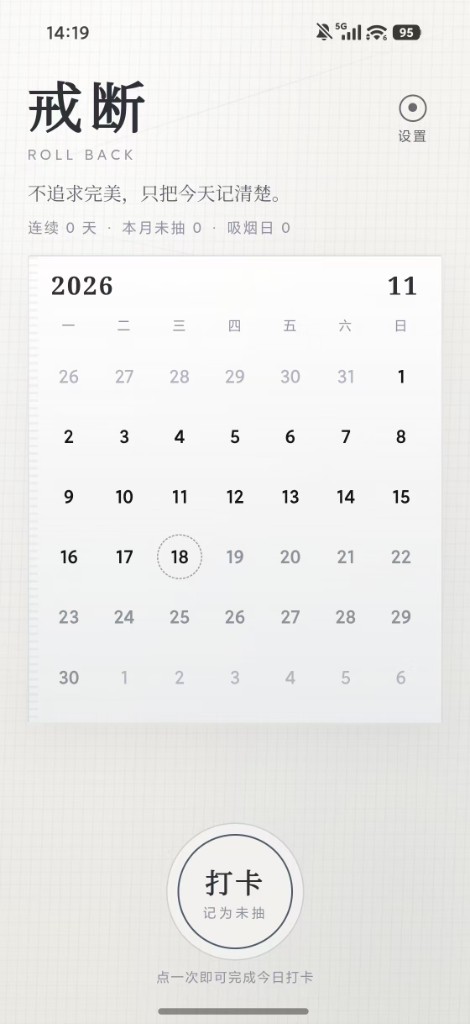 14:19 5G 6 95
戒断
设置
ROLL BACK
不追求完美，只把今天记清楚。
连续 0 天 · 本月未抽 0 · 吸烟日 0
2026 11
一 二 三 四 五 六 日
26 27 28 29 30 31 1
2 3 4 5 6 7 8
9 10 11 12 13 14 15
16 17 18 19 20 21 22
23 24 25 26 27 28 29
30 1 2 3 4 5 6
打卡
记为未抽
点一次即可完成今日打卡